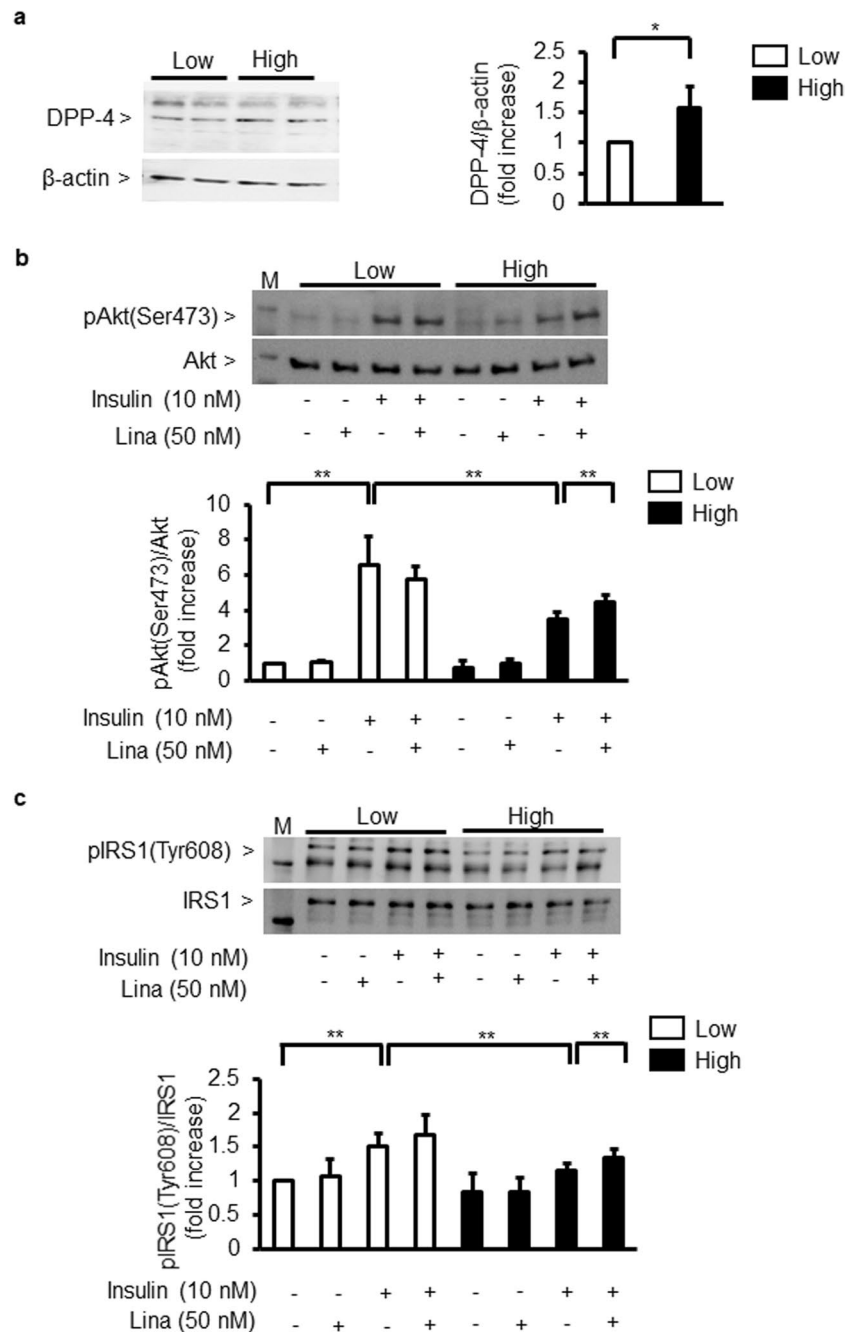 a
Low High
DPP-4 >
β-actin >
DPP-4/β-actin
(fold increase)
2.5
2
1.5
1
0.5
0
*
Low
High
b
M Low High
pAkt(Ser473) >
Akt >
Insulin (10 nM) - - + + - - + +
Lina (50 nM) - + - + - + - +
** ** **
Low
High
pAkt(Ser473)/Akt
(fold increase)
10
8
6
4
2
0
Insulin (10 nM) - - + + - - + +
Lina (50 nM) - + - + - + - +
c
M Low High
pIRS1(Tyr608) >
IRS1 >
Insulin (10 nM) - - + + - - + +
Lina (50 nM) - + - + - + - +
Low
High
** ** **
pIRS1(Tyr608)/IRS1
(fold increase)
2.5
2
1.5
1
0.5
0
Insulin (10 nM) - - + + - - + +
Lina (50 nM) - + - + - + - +